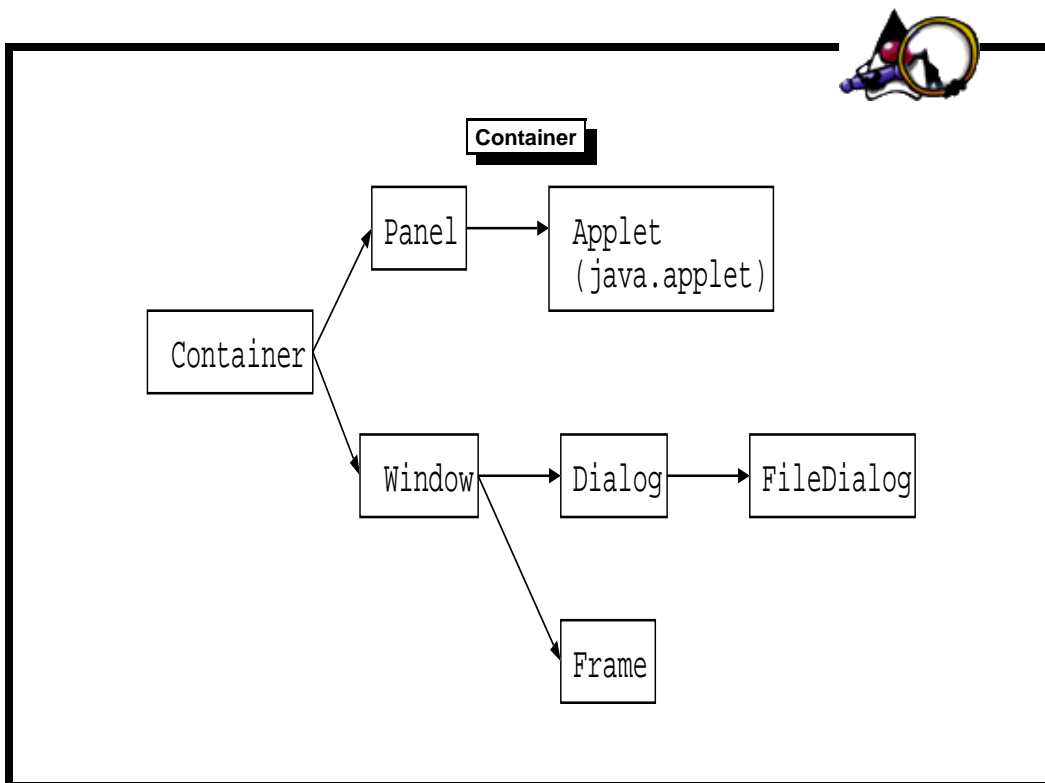 Container
Panel
Applet
(java.applet)
Container
Window
Dialog
FileDialog
Frame